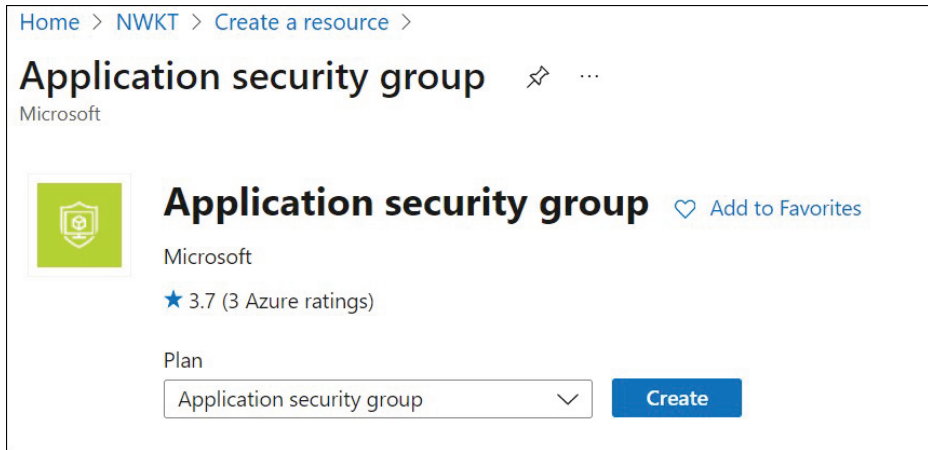 Home > NWKT > Create a resource >
Application security group ...
Microsoft
Application security group Add to Favorites
Microsoft
3.7 (3 Azure ratings)
Plan
Application security group Create